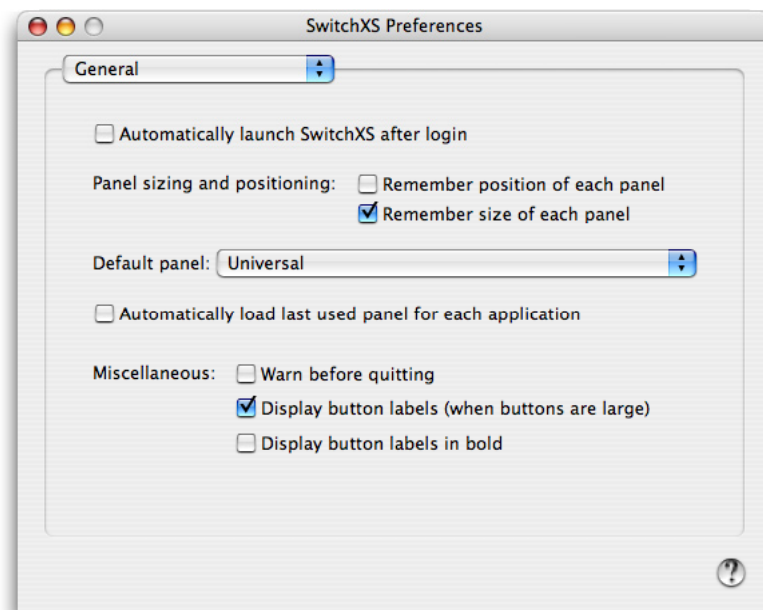 SwitchXS Preferences
General
Automatically launch SwitchXS after login
Panel sizing and positioning: Remember position of each panel
Remember size of each panel
Default panel: Universal
Automatically load last used panel for each application
Miscellaneous: Warn before quitting
Display button labels (when buttons are large)
Display button labels in bold
?